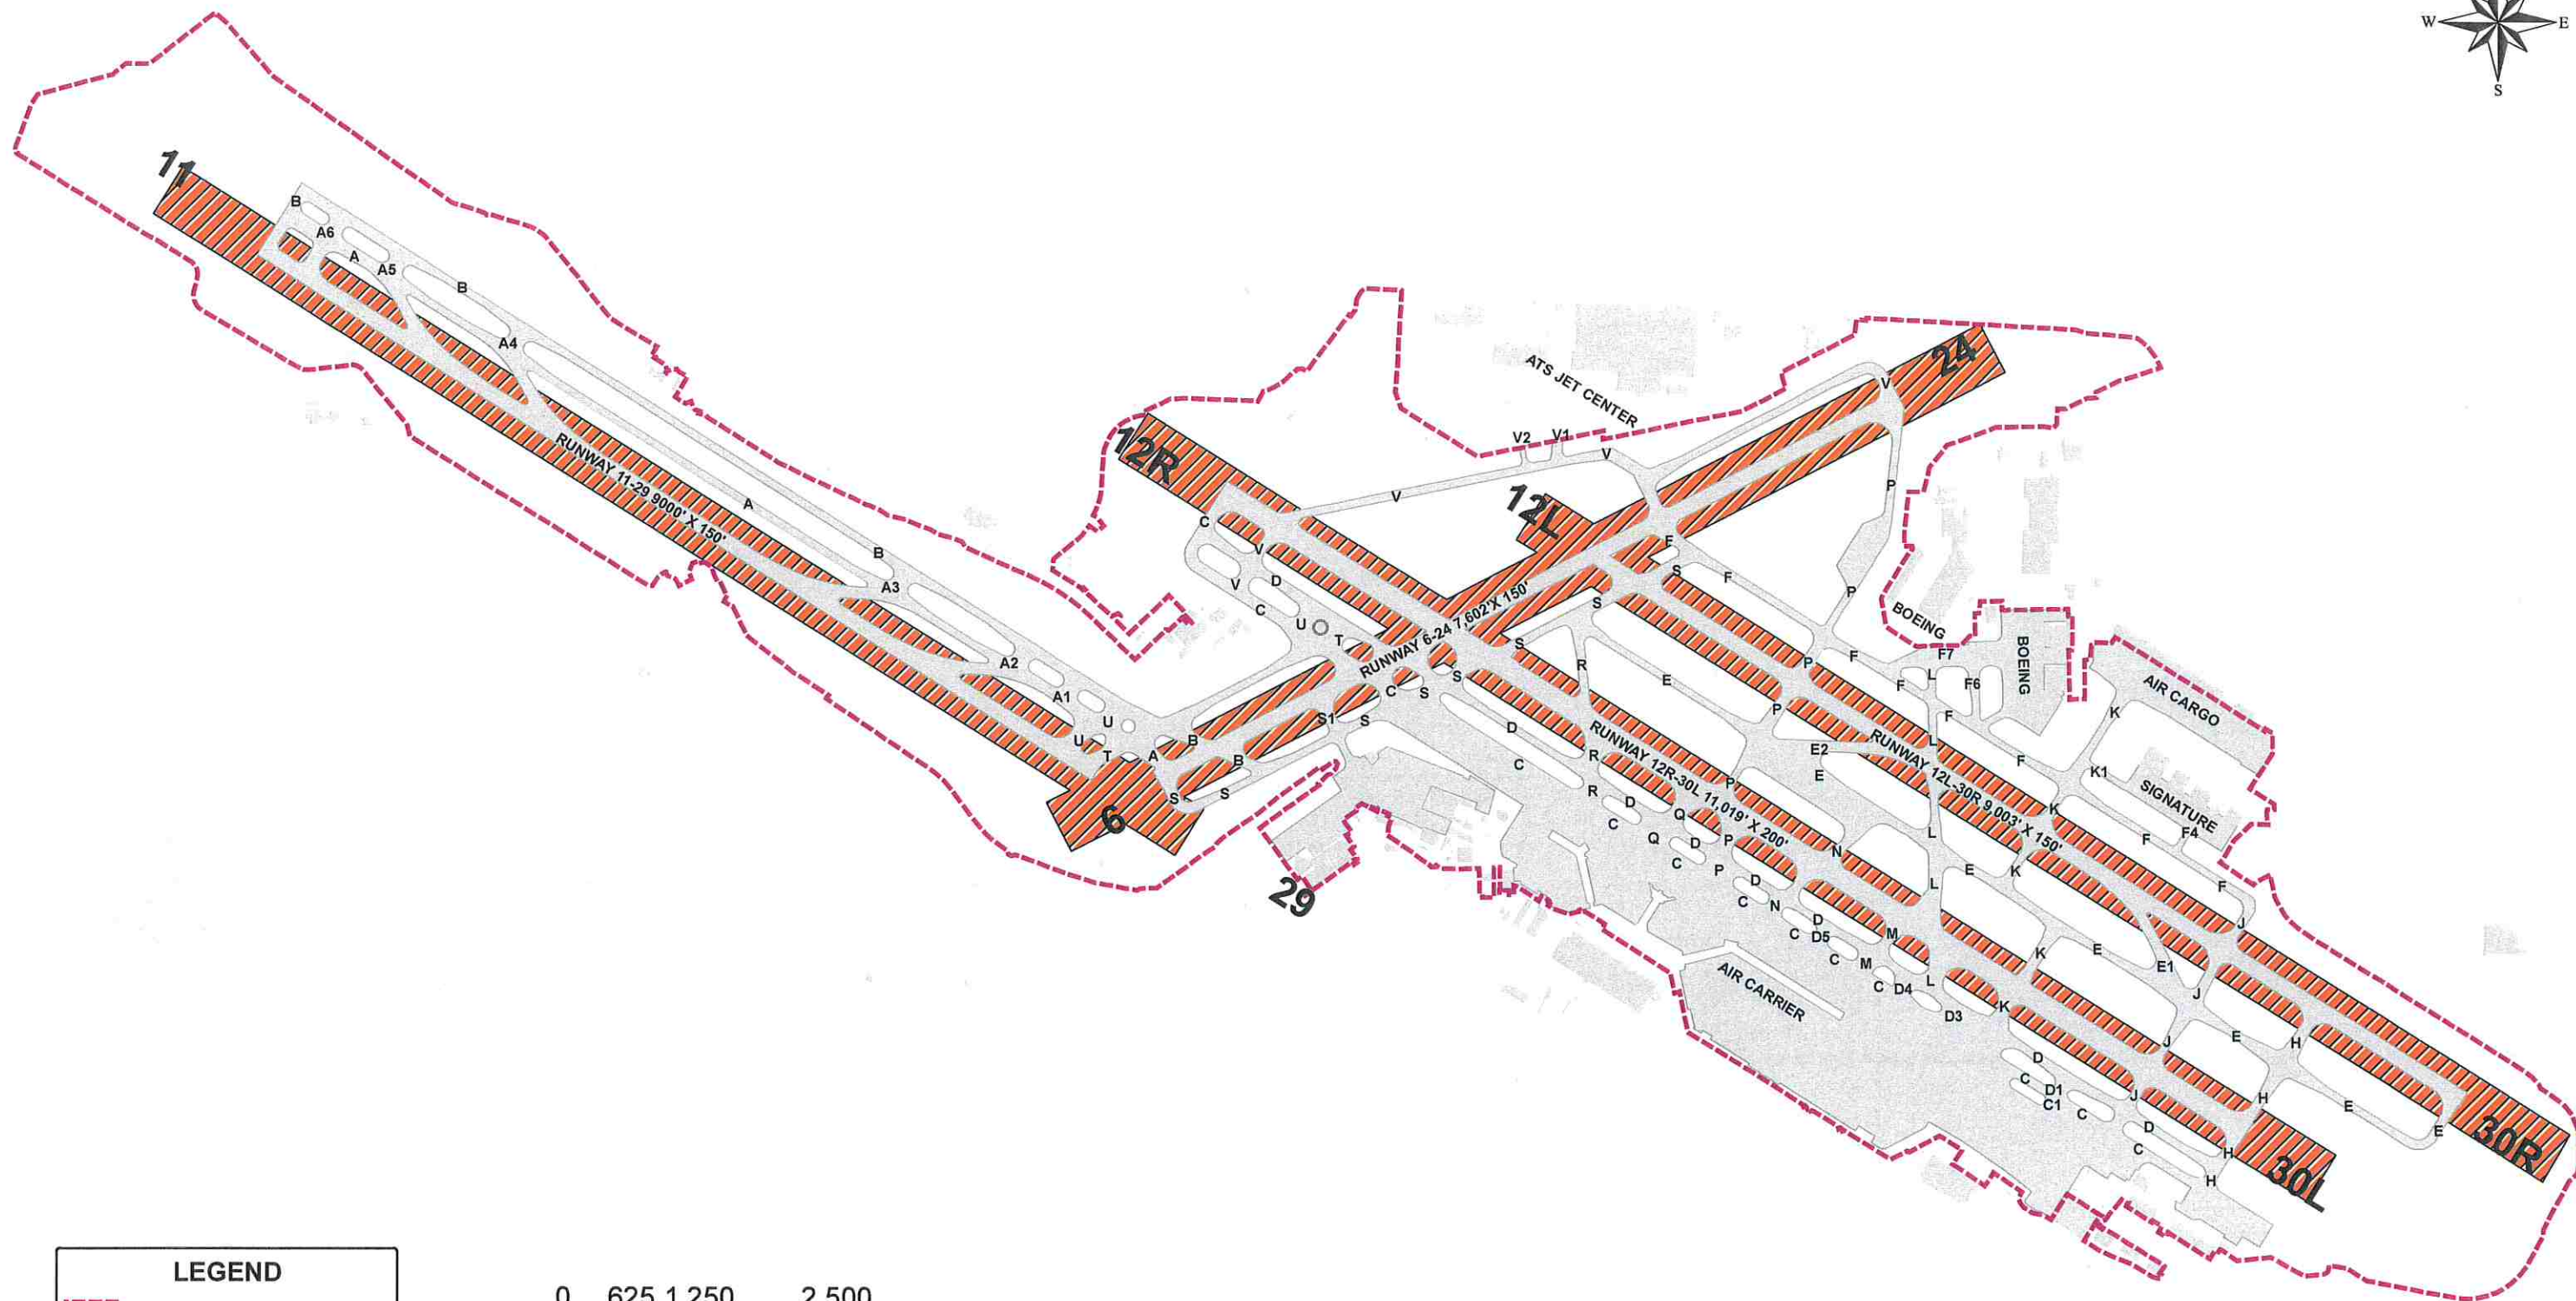 W E
S
11
B
A6
A
A5
B
A4
RUNWAY 11-29 9000' X 150'
A
B
A3
A2
A1
U
U
T
A
B
B
S
S
6
29
12R
C
V
D
V
C
U
T
V
V2
V1
V
ATS JET CENTER
12L
24
V
P
P
RUNWAY 6-24 7,602'X 150'
F
S
F
S
S
S
S1
S
C
S
R
E
D
C
R
R
C
D
Q
Q
C
D
P
P
P
RUNWAY 12R-30L 11,019' X 200'
P
P
E2
E
F
F
L
F7
F6
F
L
BOEING
BOEING
AIR CARGO
K
K1
SIGNATURE
F4
F
F
F
RUNWAY 12L-30R 9,003' X 150'
K
K
L
L
E
N
C
D
N
C
D
D5
C
M
M
C
D4
L
D3
K
K
E
E1
J
J
AIR CARRIER
D
C
D1
C1
C
J
J
D
C
E
H
H
H
H
E
E
30L
30R
LEGEND
0 625 1,250 2,500